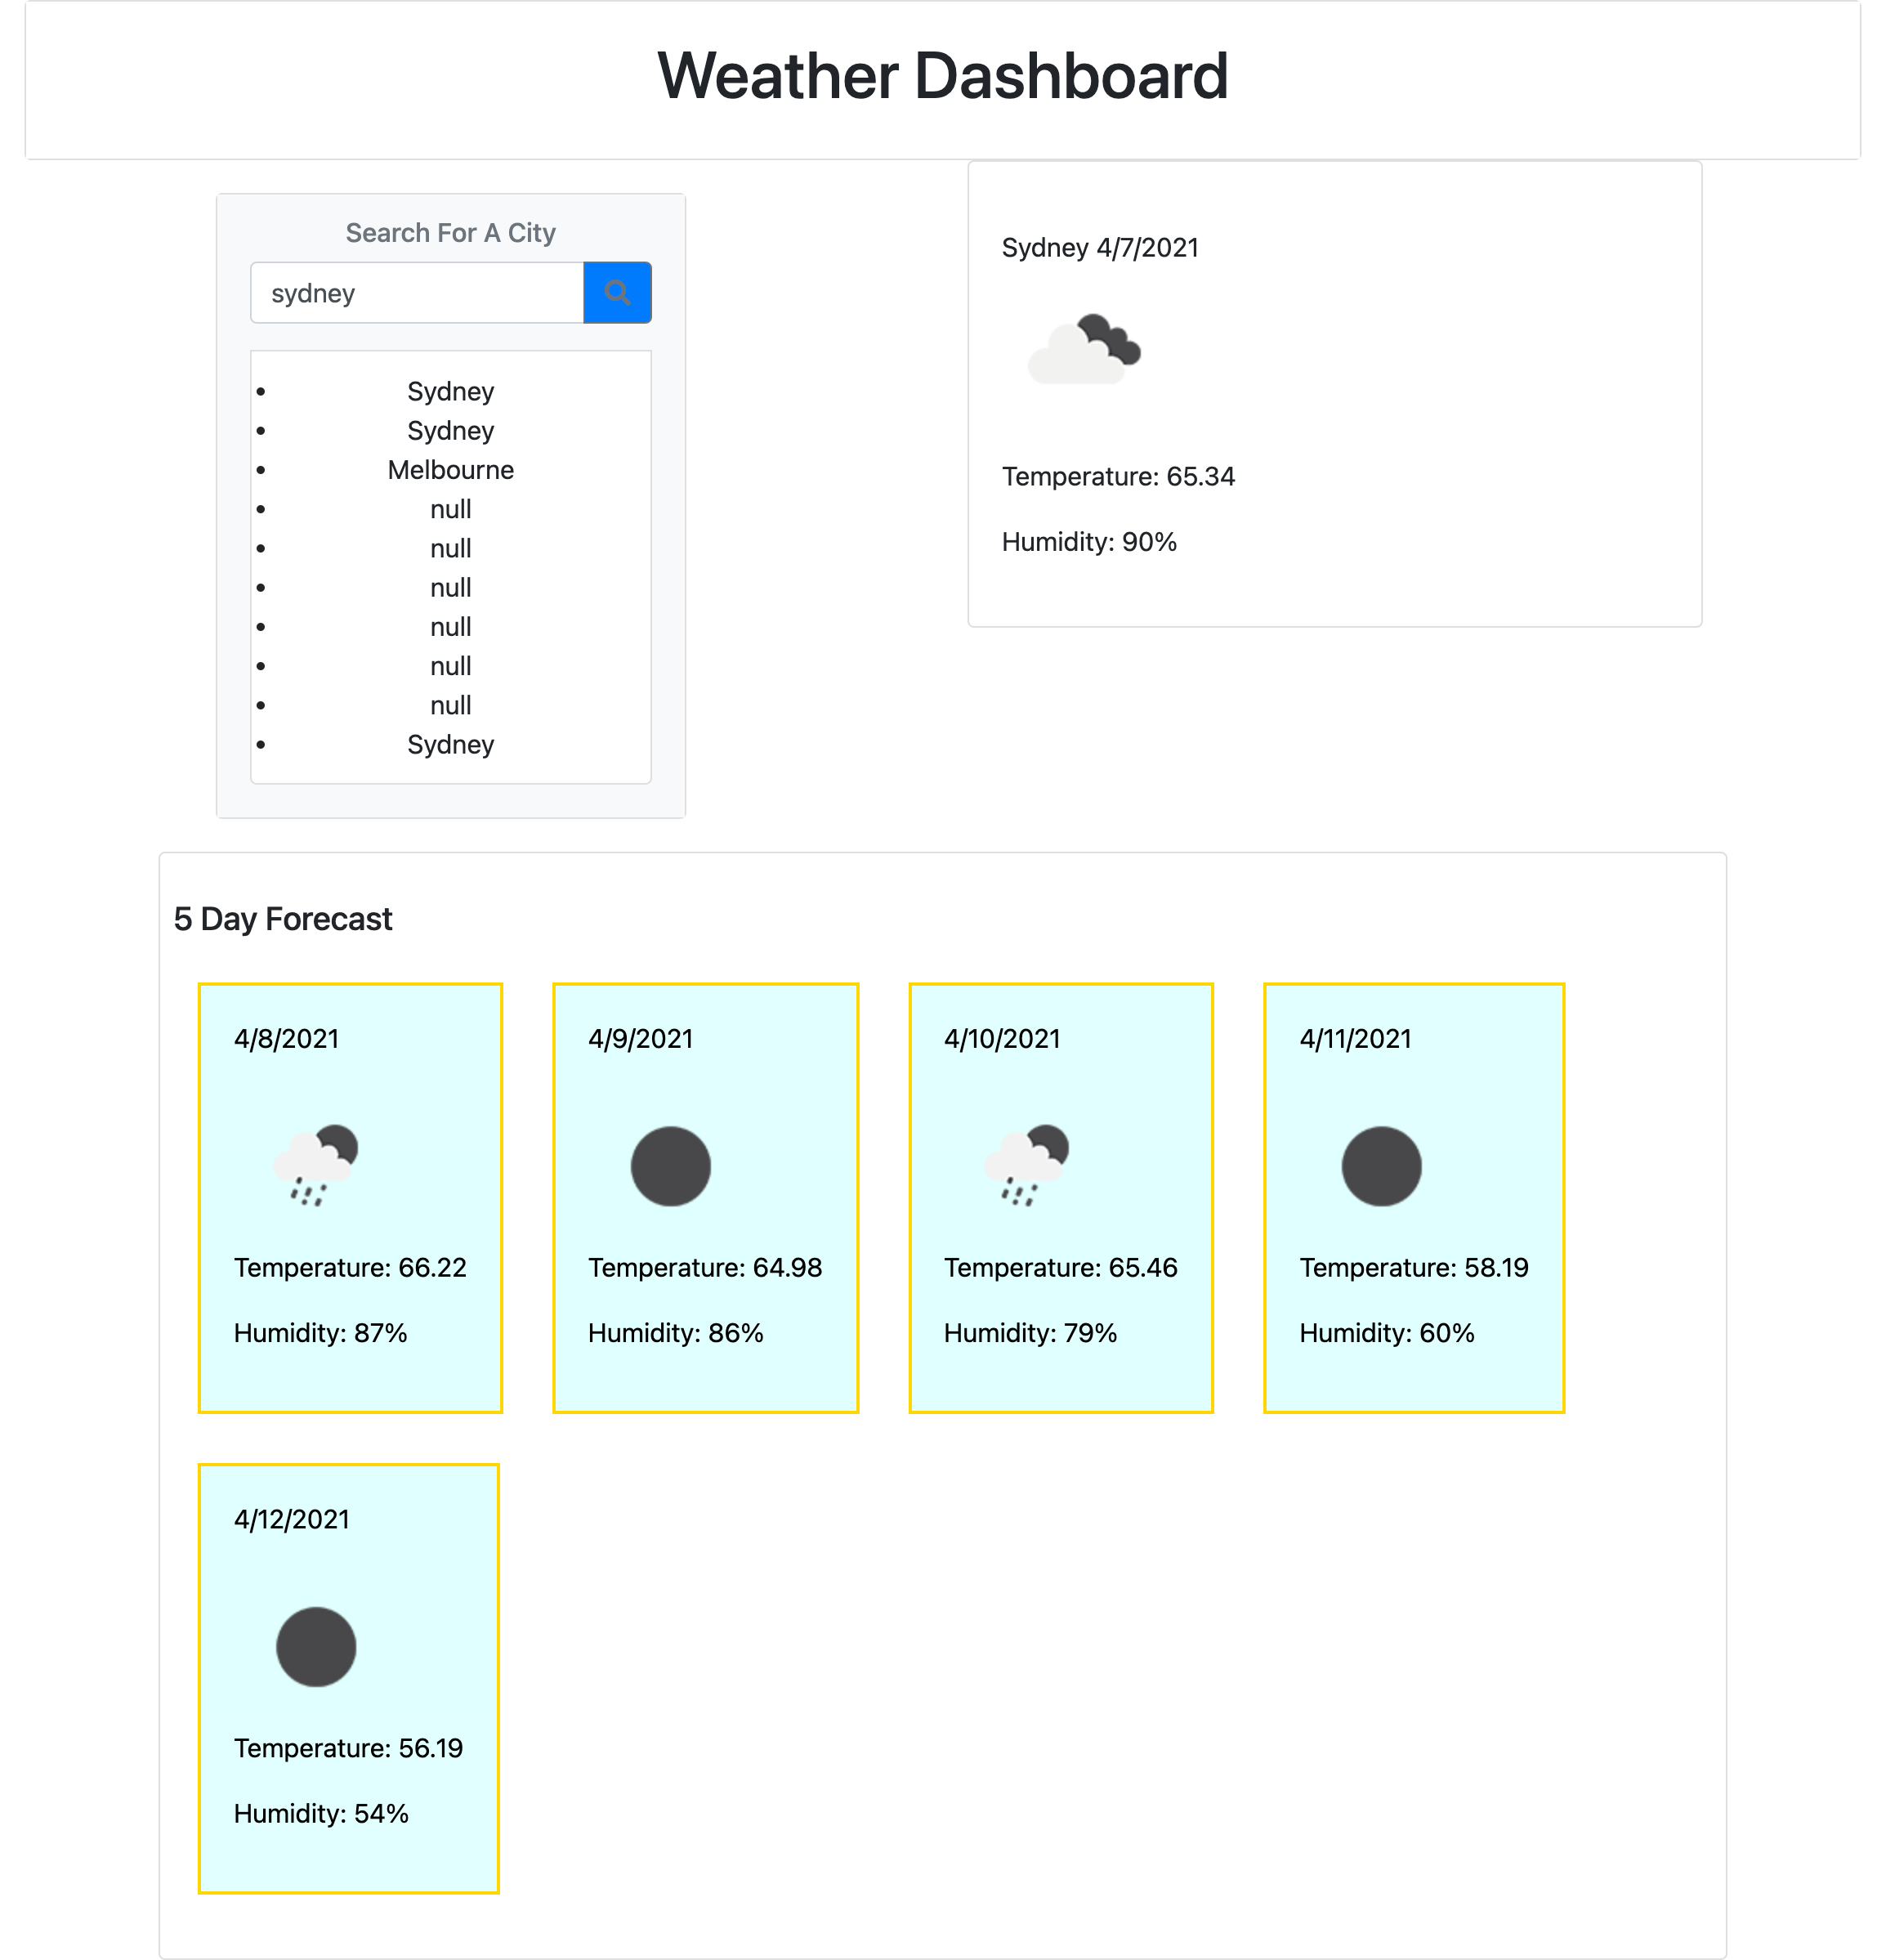 Weather Dashboard
Search For A City
sydney
Sydney
Sydney
Melbourne
null
null
null
null
null
null
Sydney
Sydney 4/7/2021
Temperature: 65.34
Humidity: 90%
5 Day Forecast
4/8/2021
Temperature: 66.22
Humidity: 87%
4/9/2021
Temperature: 64.98
Humidity: 86%
4/10/2021
Temperature: 65.46
Humidity: 79%
4/11/2021
Temperature: 58.19
Humidity: 60%
4/12/2021
Temperature: 56.19
Humidity: 54%